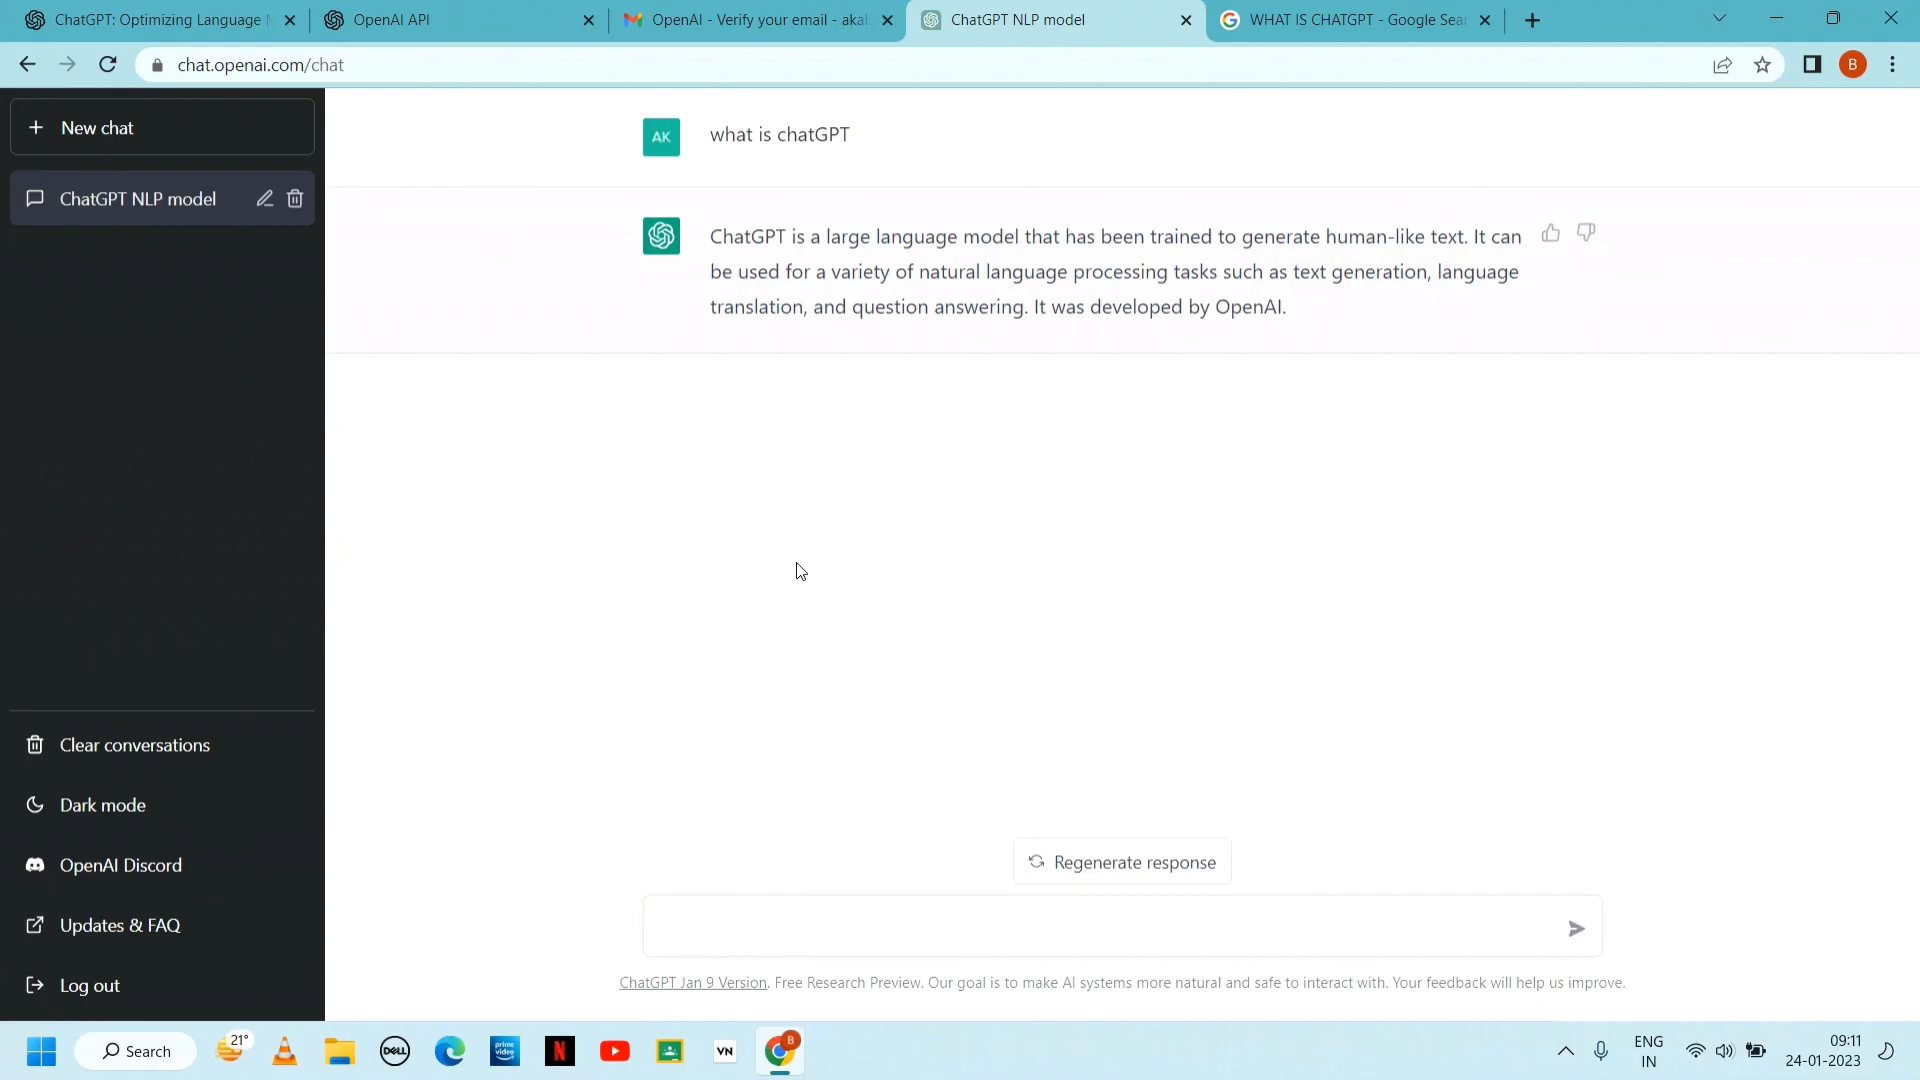 ChatGPT: Optimizing Language
OpenAI API
OpenAI - Verify your email - aka
ChatGPT NLP model
WHAT IS CHATGPT - Google Sea
chat.openai.com/chat
B
New chat
ChatGPT NLP model
AK
what is chatGPT
ChatGPT is a large language model that has been trained to generate human-like text. It can
be used for a variety of natural language processing tasks such as text generation, language
translation, and question answering. It was developed by OpenAI.
Clear conversations
Dark mode
OpenAI Discord
Updates & FAQ
Log out
Regenerate response
ChatGPT Jan 9 Version. Free Research Preview. Our goal is to make AI systems more natural and safe to interact with. Your feedback will help us improve.
Search
21°
DELL
prime video
N
VN
B
ENG
IN
09:11
24-01-2023